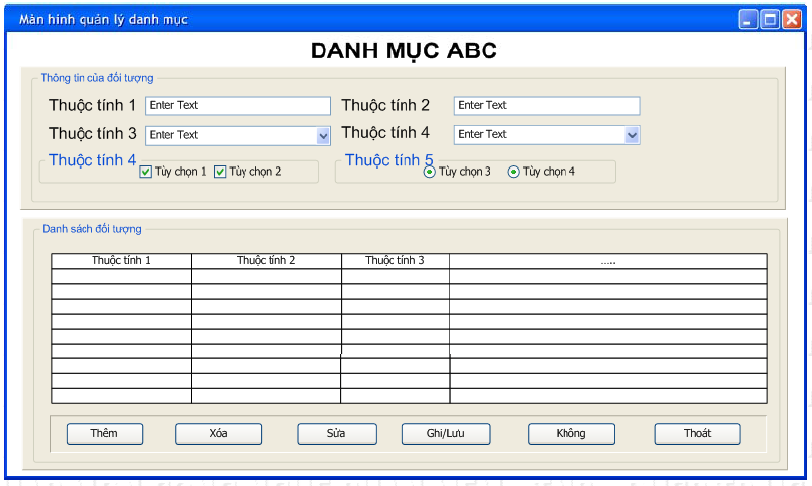 Màn hình quản lý danh mục
DANH MỤC ABC
Thông tin của đối tượng
Thuộc tính 1 Enter Text Thuộc tính 2 Enter Text
Thuộc tính 3 Enter Text Thuộc tính 4 Enter Text
Thuộc tính 4 Tùy chọn 1 Tùy chọn 2 Thuộc tính 5 Tùy chọn 3 Tùy chọn 4
Danh sách đối tượng
Thuộc tính 1 Thuộc tính 2 Thuộc tính 3 .....
Thêm Xóa Sửa Ghi/Lưu Không Thoát